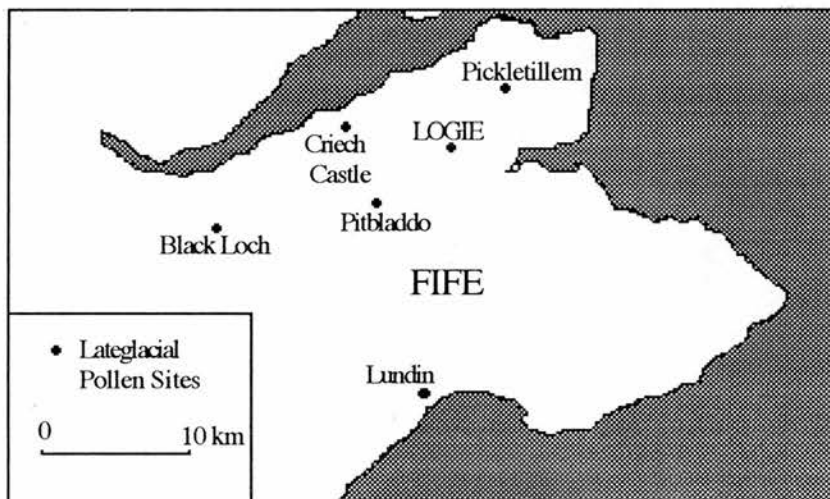 Pickletillem
Criech
Castle
LOGIE
Pitbladdo
Black Loch
FIFE
Lateglacial
Pollen Sites
Lundin
0
10 km